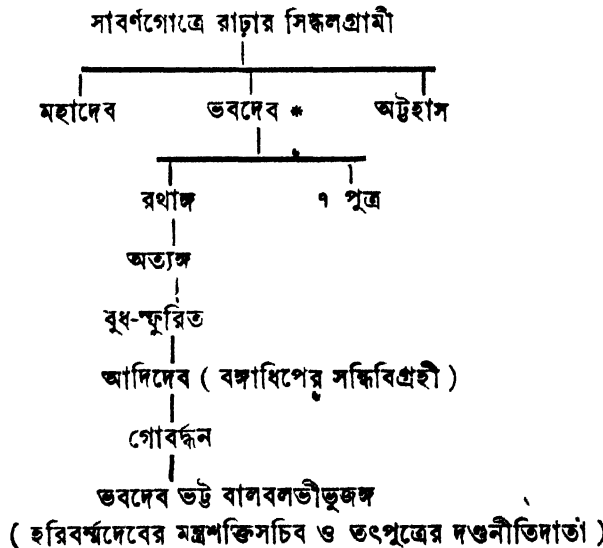 সাবর্ণগোত্রে রাঢ়ার সিদ্ধলগ্রামী
মহাদেব ভবদেব * অট্টহাস
রথাঙ্গ ৭ পুত্র
অত্যঙ্গ
বুধ-স্ফুরিত
আদিদেব ( বঙ্গাধিপের সন্ধিবিগ্রহী )
গোবর্দ্ধন
ভবদেব ভট্ট বালবলভীভূজঙ্গ
( হরিবর্ম্মদেবের মন্ত্রশক্তিসচিব ও তৎপুত্রের দণ্ডনীতিদাতা )